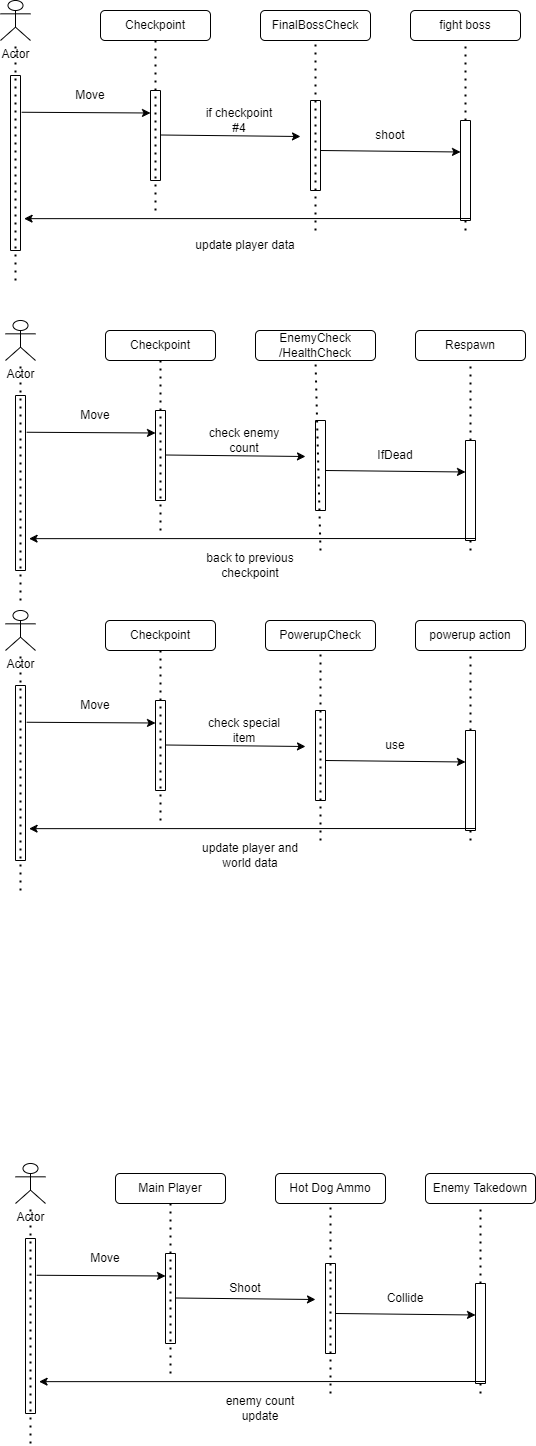 Checkpoint
FinalBossCheck
fight boss
Actor
Move
if checkpoint
#4
shoot
update player data
Checkpoint
EnemyCheck
/HealthCheck
Respawn
Actor
Move
check enemy
count
IfDead
back to previous
checkpoint
Checkpoint
PowerupCheck
powerup action
Actor
Move
check special
item
use
update player and
world data
Main Player
Hot Dog Ammo
Enemy Takedown
Actor
Move
Shoot
Collide
enemy count
update